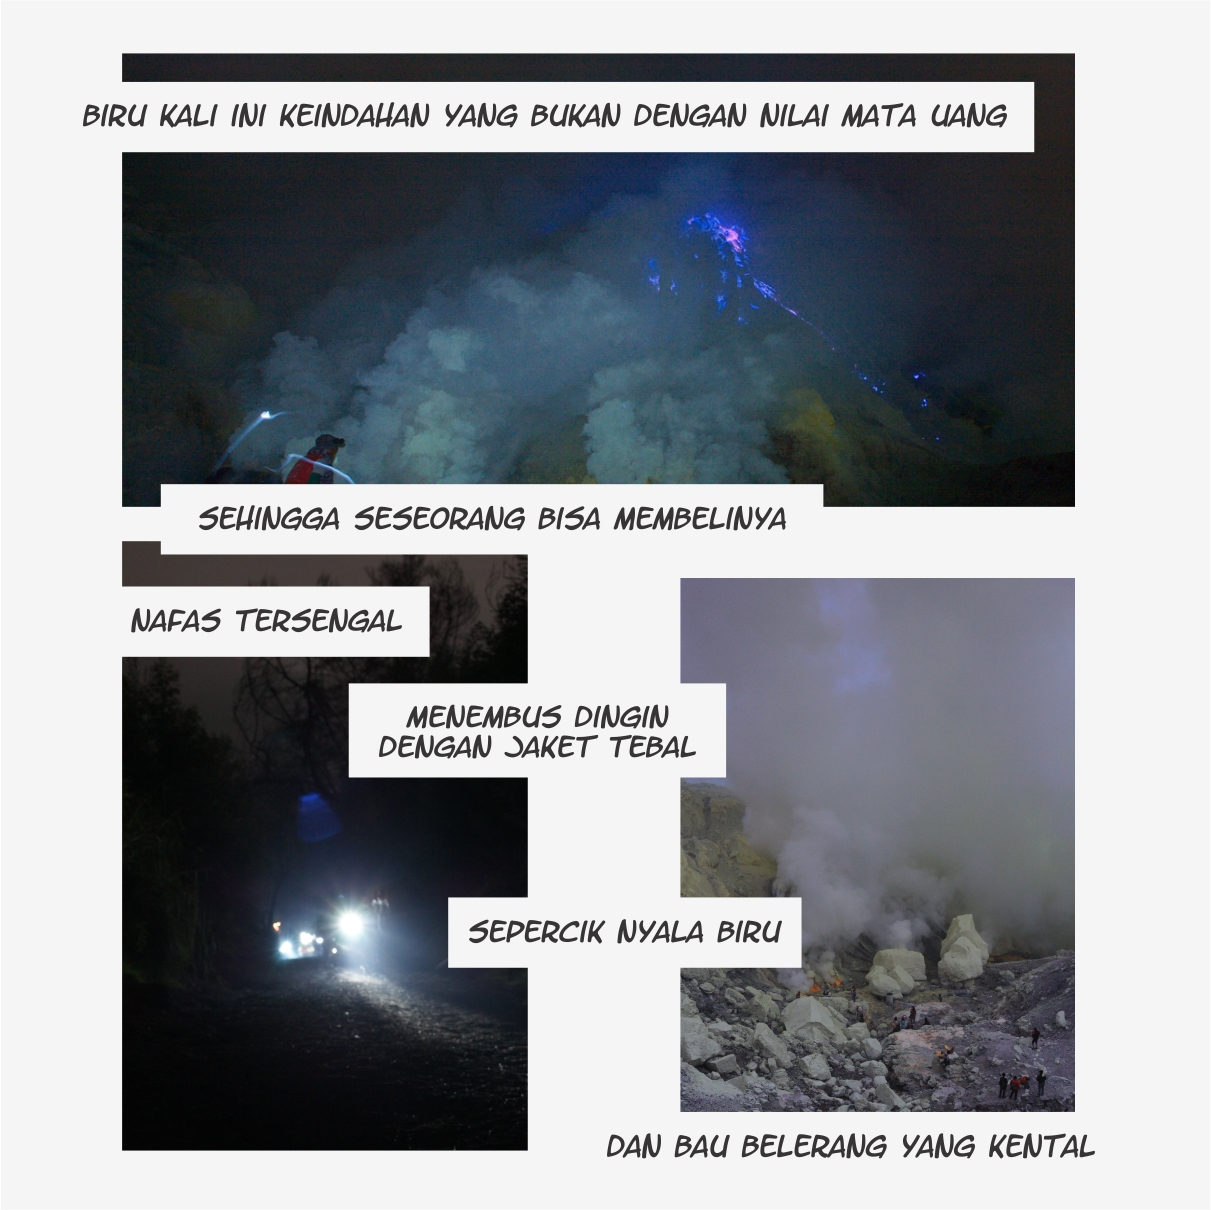 BIRU KALI INI KEINDAHAN YANG BUKAN DENGAN NILAI MATA UANG
SEHINGGA SESEORANG BISA MEMBELINYA
NAFAS TERSENGAL
MENEMBUS DINGIN
DENGAN JAKET TEBAL
SEPERCIK NYALA BIRU
DAN BAU BELERANG YANG KENTAL